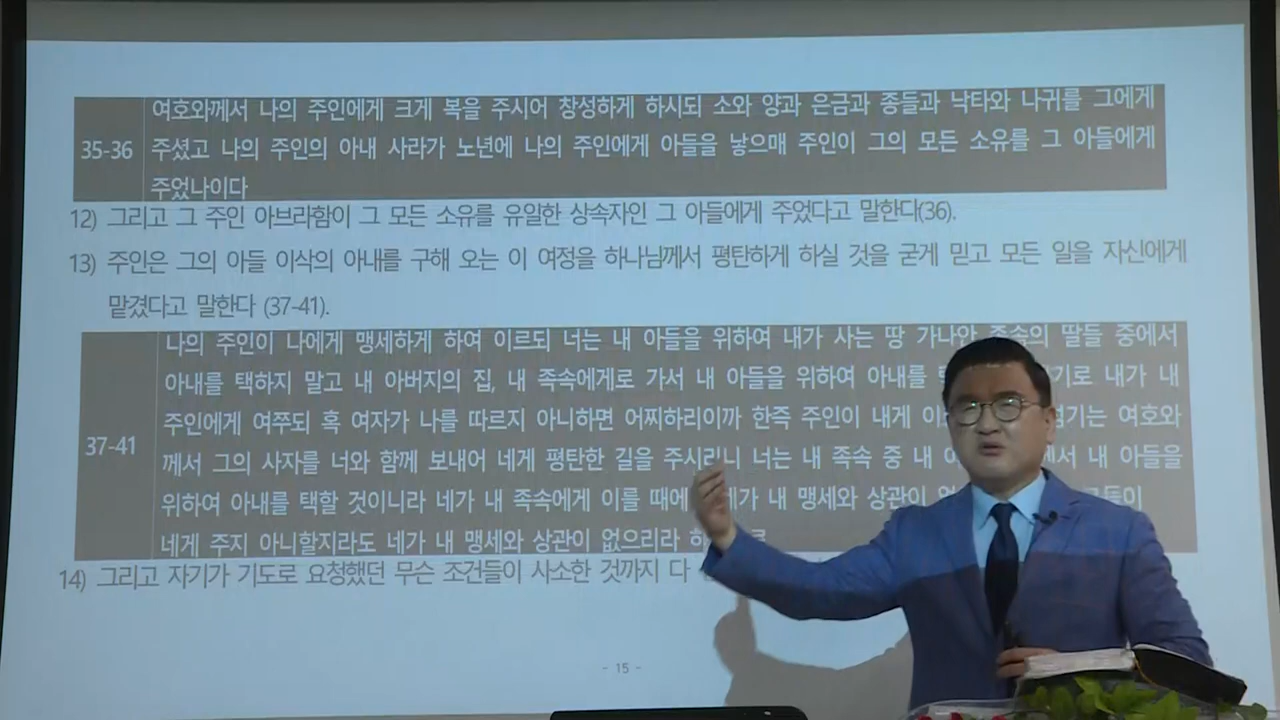 여호와께서 나의 주인에게 크게 복을 주시어 창성하게 하시되 소와 양과 은금과 종들과 낙타와 나귀를 그에게
35-36 주셨고 나의 주인의 아내 사라가 노년에 나의 주인에게 아들을 낳으매 주인이 그의 모든 소유를 그 아들에게
주었나이다
12) 그리고 그 주인 아브라함이 그 모든 소유를 유일한 상속자인 그 아들에게 주었다고 말한다(36).
13) 주인은 그의 아들 이삭의 아내를 구해 오는 이 여정을 하나님께서 평탄하게 하실 것을 굳게 믿고 모든 일을 자신에게
맡겼다고 말한다 (37-41).
나의 주인이 나에게 맹세하게 하여 이르되 너는 내 아들을 위하여 내가 사는 땅 가나안 족속의 딸들 중에서
아내를 택하지 말고 내 아버지의 집, 내 족속에게로 가서 내 아들을 위하여 아내를 내가 내
주인에게 여쭈되 혹 여자가 나를 따르지 아니하면 어찌하리이까 한즉 주인이 내게 여호와
37-41 께서 그의 사자를 너와 함께 보내어 네게 평탄한 길을 주시리니 너는 내 족속 중 내 내 아들을
위하여 아내를 택할 것이니라 네가 내 족속에게 이를 때에 내 맹세와 상관이
네게 주지 아니할지라도 네가 내 맹세와 상관이 없으리라
14) 그리고 자기가 기도로 요청했던 무슨 조건들이 사소한 것까지 다
- 15 -